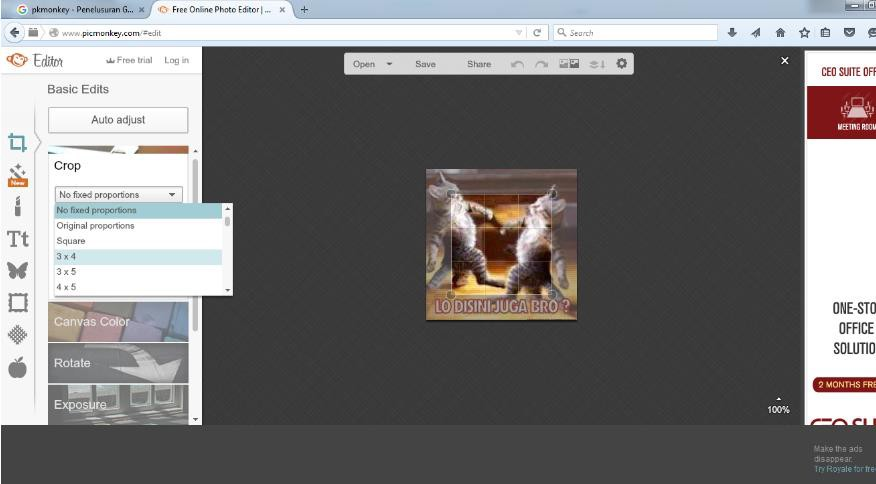 pkmonkey - Penelusuran G...
Free Online Photo Editor | ...
www.picmonkey.com/#edit
Search
Editor
Free trial
Log in
Open
Save
Share
Basic Edits
Auto adjust
Crop
No fixed proportions
No fixed proportions
Original proportions
Square
3 x 4
3 x 5
4 x 5
New
Tt
Canvas Color
Rotate
Exposure
LO DISINI JUGA BRO ?
100%
CEO SUITE OFF
MEETING ROOM
ONE-STO
OFFICE
SOLUTIO
2 MONTHS FRE
Make the ads
disappear.
Try Royale for fre